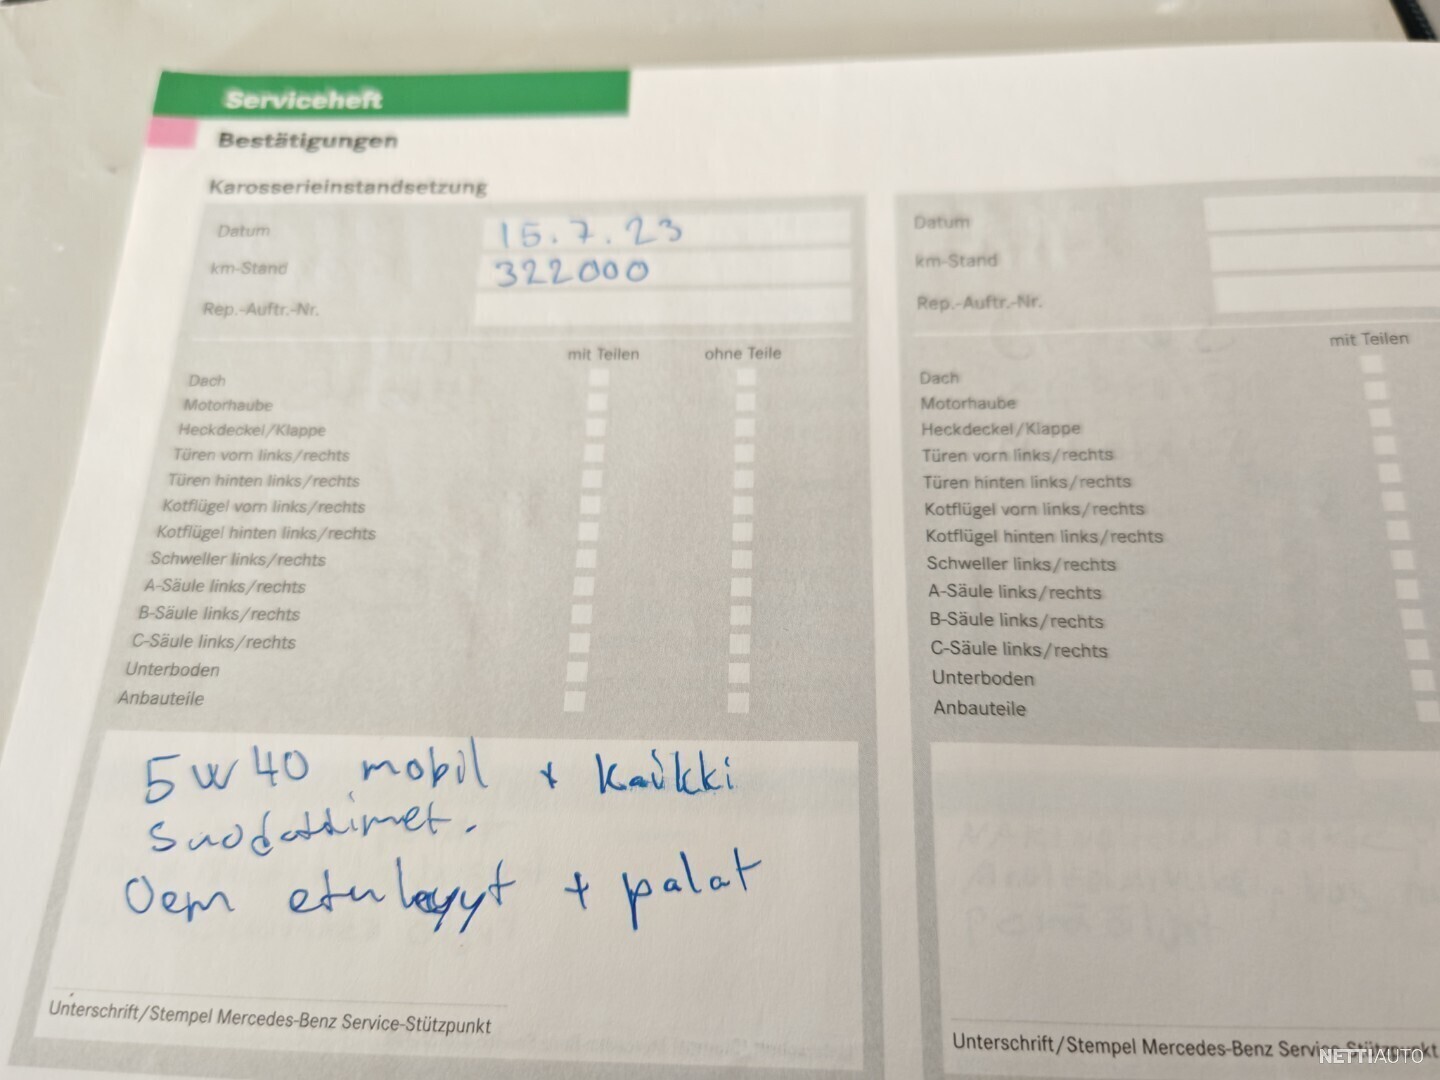 Serviceheft
Bestätigungen
Karosserieinstandsetzung
Datum 15.7.23
km-Stand 322000
Rep.-Auftr.-Nr.
mit Teilen ohne Teile
Dach
Motorhaube
Heckdeckel/Klappe
Türen vorn links/rechts
Türen hinten links/rechts
Kotflügel vorn links/rechts
Kotflügel hinten links/rechts
Schweller links/rechts
A-Säule links/rechts
B-Säule links/rechts
C-Säule links/rechts
Unterboden
Anbauteile
5W40 mobil + kaikki
Suodattimet.
Oem etulevyt + palat
Unterschrift/Stempel Mercedes-Benz Service-Stützpunkt
Datum
km-Stand
Rep.-Auftr.-Nr.
mit Teilen
Dach
Motorhaube
Heckdeckel/Klappe
Türen vorn links/rechts
Türen hinten links/rechts
Kotflügel vorn links/rechts
Kotflügel hinten links/rechts
Schweller links/rechts
A-Säule links/rechts
B-Säule links/rechts
C-Säule links/rechts
Unterboden
Anbauteile
Unterschrift/Stempel Mercedes-Benz Service-Stützpunkt
NETTIAUTO